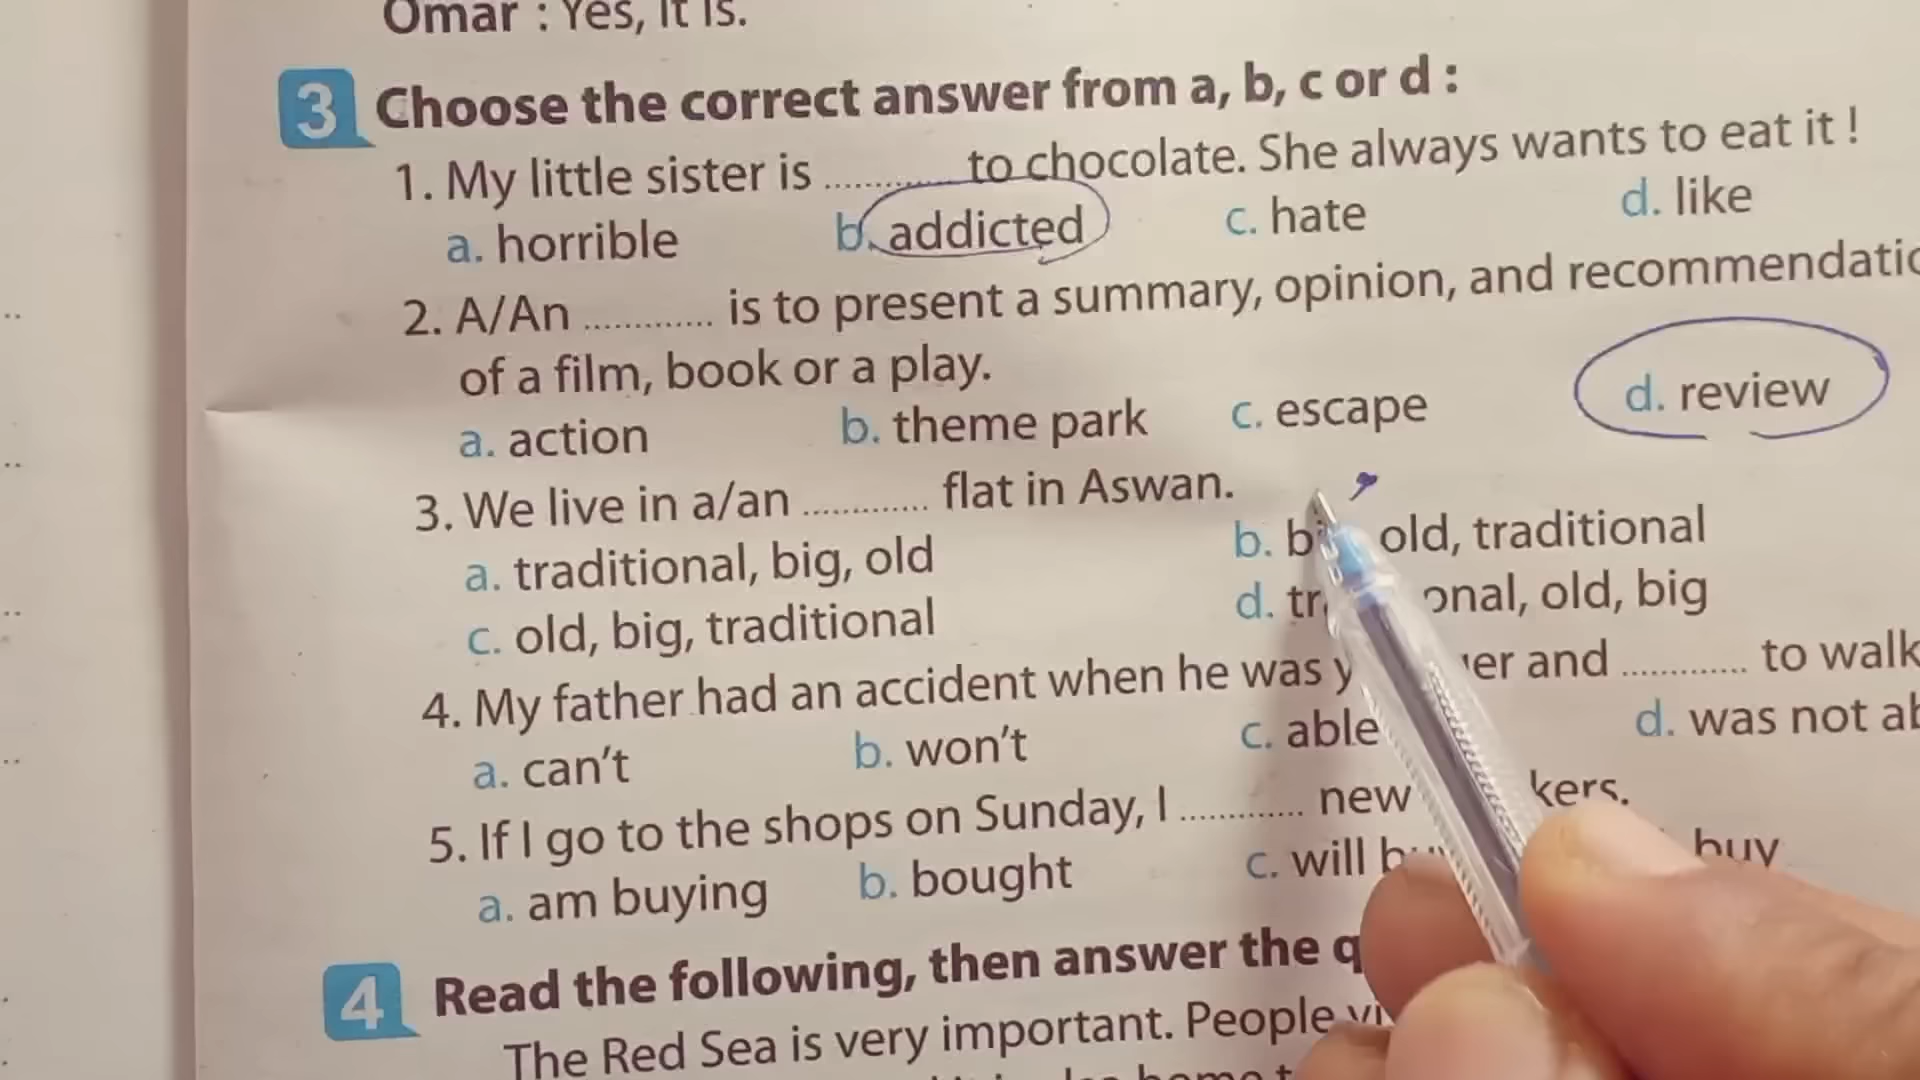 Omar : Yes, it is.
3 Choose the correct answer from a, b, c or d :
1. My little sister is ............ to chocolate. She always wants to eat it !
a. horrible b. addicted c. hate d. like
2. A/An ............ is to present a summary, opinion, and
of a film, book or a play.
a. action b. theme park c. escape d. review
3. We live in a/an ............ flat in Aswan.
a. traditional, big, old b. old, traditional
c. old, big, traditional d. old, big
4. My father had an accident when he was and ............ to walk
a. can't b. won't c. able d. was not
5. If I go to the shops on Sunday, I ............ new
a. am buying b. bought c. will buy
4 Read the following, then answer the
The Red Sea is very important. People